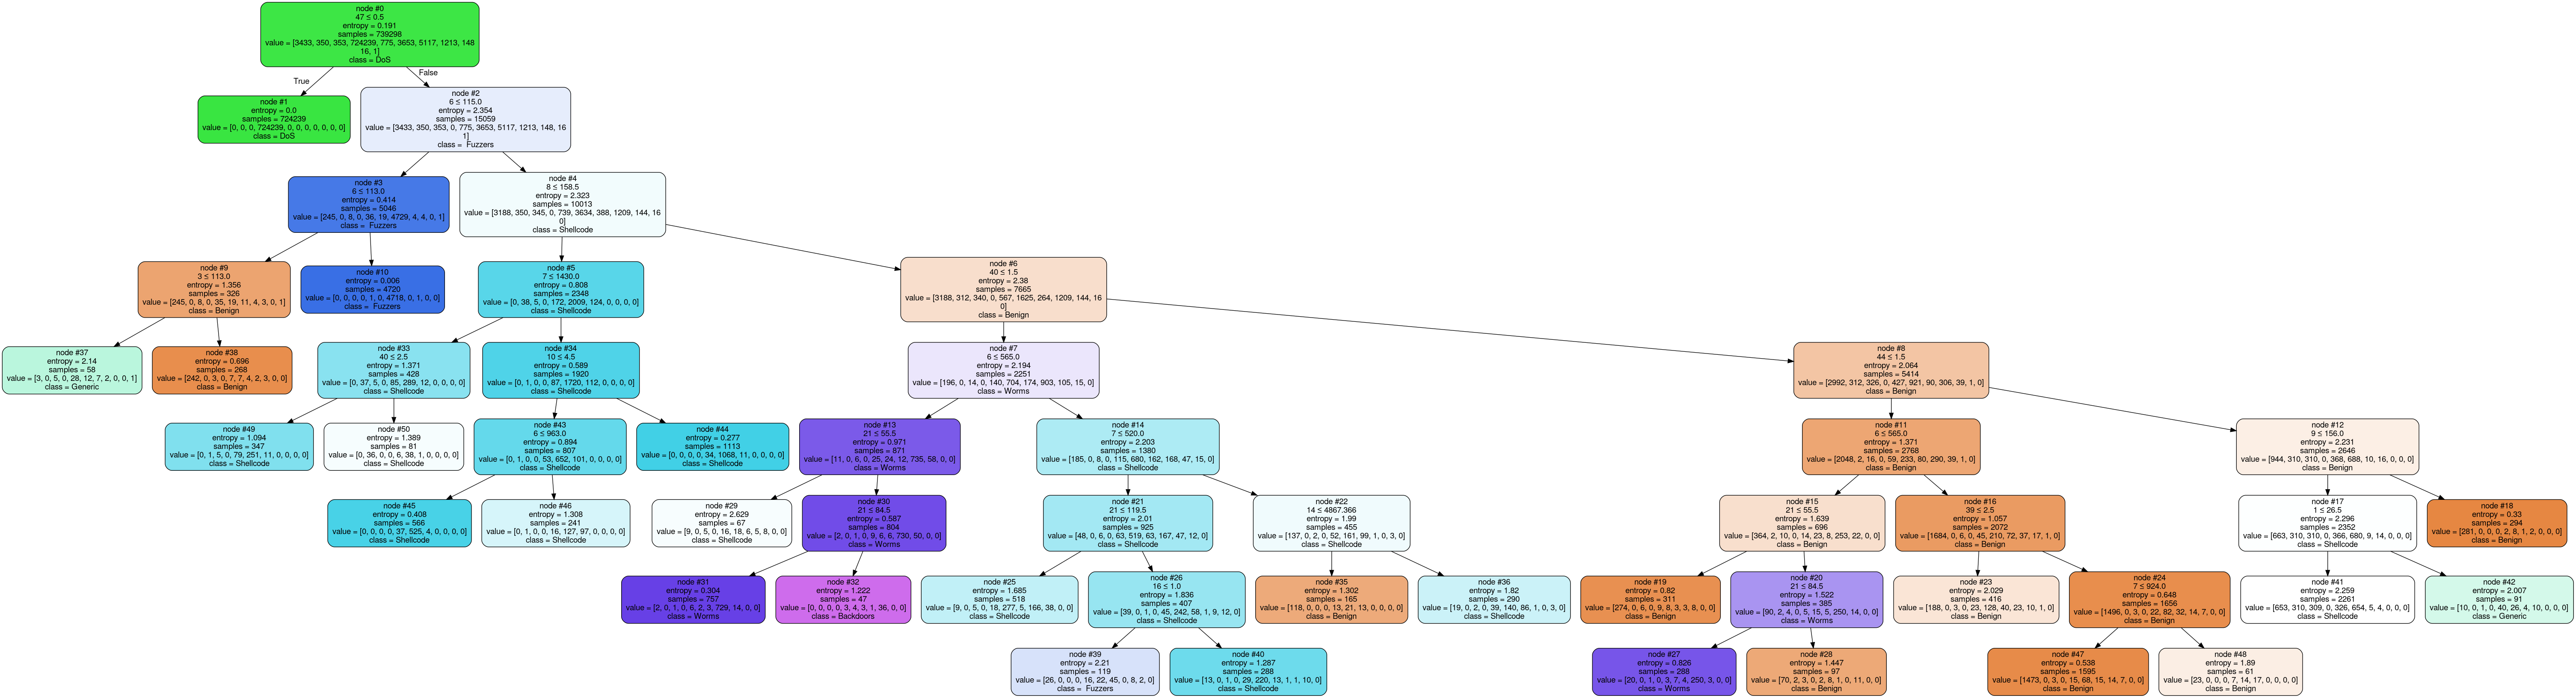 node #0
47 ≤ 0.5
entropy = 0.191
samples = 739298
value = [3433, 350, 353, 724239, 775, 3653, 5117, 1213, 148
16, 1]
class = DoS
True
False
node #1
entropy = 0.0
samples = 724239
value = [0, 0, 0, 724239, 0, 0, 0, 0, 0, 0, 0]
class = DoS
node #2
6 ≤ 115.0
entropy = 2.354
samples = 15059
value = [3433, 350, 353, 0, 775, 3653, 5117, 1213, 148, 16
1]
class =  Fuzzers
node #3
6 ≤ 113.0
entropy = 0.414
samples = 5046
value = [245, 0, 8, 0, 36, 19, 4729, 4, 4, 0, 1]
class =  Fuzzers
node #4
8 ≤ 158.5
entropy = 2.323
samples = 10013
value = [3188, 350, 345, 0, 739, 3634, 388, 1209, 144, 16
0]
class = Shellcode
node #9
3 ≤ 113.0
entropy = 1.356
samples = 326
value = [245, 0, 8, 0, 35, 19, 11, 4, 3, 0, 1]
class = Benign
node #10
entropy = 0.006
samples = 4720
value = [0, 0, 0, 0, 1, 0, 4718, 0, 1, 0, 0]
class =  Fuzzers
node #5
7 ≤ 1430.0
entropy = 0.808
samples = 2348
value = [0, 38, 5, 0, 172, 2009, 124, 0, 0, 0, 0]
class = Shellcode
node #6
40 ≤ 1.5
entropy = 2.38
samples = 7665
value = [3188, 312, 340, 0, 567, 1625, 264, 1209, 144, 16
0]
class = Benign
node #37
entropy = 2.14
samples = 58
value = [3, 0, 5, 0, 28, 12, 7, 2, 0, 0, 1]
class = Generic
node #38
entropy = 0.696
samples = 268
value = [242, 0, 3, 0, 7, 7, 4, 2, 3, 0, 0]
class = Benign
node #33
40 ≤ 2.5
entropy = 1.371
samples = 428
value = [0, 37, 5, 0, 85, 289, 12, 0, 0, 0, 0]
class = Shellcode
node #34
10 ≤ 4.5
entropy = 0.589
samples = 1920
value = [0, 1, 0, 0, 87, 1720, 112, 0, 0, 0, 0]
class = Shellcode
node #7
6 ≤ 565.0
entropy = 2.194
samples = 2251
value = [196, 0, 14, 0, 140, 704, 174, 903, 105, 15, 0]
class = Worms
node #8
44 ≤ 1.5
entropy = 2.064
samples = 5414
value = [2992, 312, 326, 0, 427, 921, 90, 306, 39, 1, 0]
class = Benign
node #49
entropy = 1.094
samples = 347
value = [0, 1, 5, 0, 79, 251, 11, 0, 0, 0, 0]
class = Shellcode
node #50
entropy = 1.389
samples = 81
value = [0, 36, 0, 0, 6, 38, 1, 0, 0, 0, 0]
class = Shellcode
node #43
6 ≤ 963.0
entropy = 0.894
samples = 807
value = [0, 1, 0, 0, 53, 652, 101, 0, 0, 0, 0]
class = Shellcode
node #44
entropy = 0.277
samples = 1113
value = [0, 0, 0, 0, 34, 1068, 11, 0, 0, 0, 0]
class = Shellcode
node #13
21 ≤ 55.5
entropy = 0.971
samples = 871
value = [11, 0, 6, 0, 25, 24, 12, 735, 58, 0, 0]
class = Worms
node #14
7 ≤ 520.0
entropy = 2.203
samples = 1380
value = [185, 0, 8, 0, 115, 680, 162, 168, 47, 15, 0]
class = Shellcode
node #11
6 ≤ 565.0
entropy = 1.371
samples = 2768
value = [2048, 2, 16, 0, 59, 233, 80, 290, 39, 1, 0]
class = Benign
node #12
9 ≤ 156.0
entropy = 2.231
samples = 2646
value = [944, 310, 310, 0, 368, 688, 10, 16, 0, 0, 0]
class = Benign
node #45
entropy = 0.408
samples = 566
value = [0, 0, 0, 0, 37, 525, 4, 0, 0, 0, 0]
class = Shellcode
node #46
entropy = 1.308
samples = 241
value = [0, 1, 0, 0, 16, 127, 97, 0, 0, 0, 0]
class = Shellcode
node #29
entropy = 2.629
samples = 67
value = [9, 0, 5, 0, 16, 18, 6, 5, 8, 0, 0]
class = Shellcode
node #30
21 ≤ 84.5
entropy = 0.587
samples = 804
value = [2, 0, 1, 0, 9, 6, 6, 730, 50, 0, 0]
class = Worms
node #21
21 ≤ 119.5
entropy = 2.01
samples = 925
value = [48, 0, 6, 0, 63, 519, 63, 167, 47, 12, 0]
class = Shellcode
node #22
14 ≤ 4867.366
entropy = 1.99
samples = 455
value = [137, 0, 2, 0, 52, 161, 99, 1, 0, 3, 0]
class = Shellcode
node #15
21 ≤ 55.5
entropy = 1.639
samples = 696
value = [364, 2, 10, 0, 14, 23, 8, 253, 22, 0, 0]
class = Benign
node #16
39 ≤ 2.5
entropy = 1.057
samples = 2072
value = [1684, 0, 6, 0, 45, 210, 72, 37, 17, 1, 0]
class = Benign
node #17
1 ≤ 26.5
entropy = 2.296
samples = 2352
value = [663, 310, 310, 0, 366, 680, 9, 14, 0, 0, 0]
class = Shellcode
node #18
entropy = 0.33
samples = 294
value = [281, 0, 0, 0, 2, 8, 1, 2, 0, 0, 0]
class = Benign
node #31
entropy = 0.304
samples = 757
value = [2, 0, 1, 0, 6, 2, 3, 729, 14, 0, 0]
class = Worms
node #32
entropy = 1.222
samples = 47
value = [0, 0, 0, 0, 3, 4, 3, 1, 36, 0, 0]
class = Backdoors
node #25
entropy = 1.685
samples = 518
value = [9, 0, 5, 0, 18, 277, 5, 166, 38, 0, 0]
class = Shellcode
node #26
16 ≤ 1.0
entropy = 1.836
samples = 407
value = [39, 0, 1, 0, 45, 242, 58, 1, 9, 12, 0]
class = Shellcode
node #35
entropy = 1.302
samples = 165
value = [118, 0, 0, 0, 13, 21, 13, 0, 0, 0, 0]
class = Benign
node #36
entropy = 1.82
samples = 290
value = [19, 0, 2, 0, 39, 140, 86, 1, 0, 3, 0]
class = Shellcode
node #19
entropy = 0.82
samples = 311
value = [274, 0, 6, 0, 9, 8, 3, 3, 8, 0, 0]
class = Benign
node #20
21 ≤ 84.5
entropy = 1.522
samples = 385
value = [90, 2, 4, 0, 5, 15, 5, 250, 14, 0, 0]
class = Worms
node #23
entropy = 2.029
samples = 416
value = [188, 0, 3, 0, 23, 128, 40, 23, 10, 1, 0]
class = Benign
node #24
7 ≤ 924.0
entropy = 0.648
samples = 1656
value = [1496, 0, 3, 0, 22, 82, 32, 14, 7, 0, 0]
class = Benign
node #41
entropy = 2.259
samples = 2261
value = [653, 310, 309, 0, 326, 654, 5, 4, 0, 0, 0]
class = Shellcode
node #42
entropy = 2.007
samples = 91
value = [10, 0, 1, 0, 40, 26, 4, 10, 0, 0, 0]
class = Generic
node #39
entropy = 2.21
samples = 119
value = [26, 0, 0, 0, 16, 22, 45, 0, 8, 2, 0]
class =  Fuzzers
node #40
entropy = 1.287
samples = 288
value = [13, 0, 1, 0, 29, 220, 13, 1, 1, 10, 0]
class = Shellcode
node #27
entropy = 0.826
samples = 288
value = [20, 0, 1, 0, 3, 7, 4, 250, 3, 0, 0]
class = Worms
node #28
entropy = 1.447
samples = 97
value = [70, 2, 3, 0, 2, 8, 1, 0, 11, 0, 0]
class = Benign
node #47
entropy = 0.538
samples = 1595
value = [1473, 0, 3, 0, 15, 68, 15, 14, 7, 0, 0]
class = Benign
node #48
entropy = 1.89
samples = 61
value = [23, 0, 0, 0, 7, 14, 17, 0, 0, 0, 0]
class = Benign